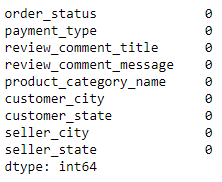 order_status 0
payment_type 0
review_comment_title 0
review_comment_message 0
product_category_name 0
customer_city 0
customer_state 0
seller_city 0
seller_state 0
dtype: int64